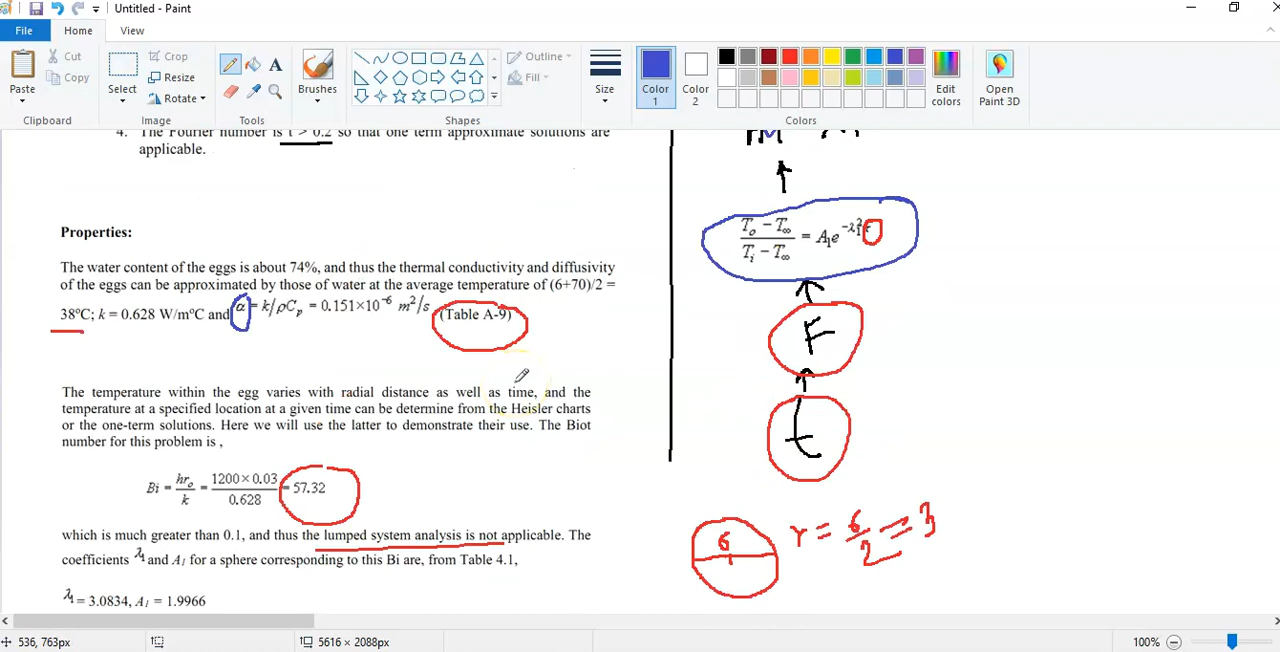 Untitled - Paint
File Home View
Paste Cut Copy Select Crop Resize Rotate Brushes Outline Fill Size Color 1 Color 2 Edit colors Open Paint 3D
Clipboard Image Tools Shapes Colors
4. The Fourier number is τ > 0.2 so that one term approximate solutions are
applicable.
Properties:
The water content of the eggs is about 74%, and thus the thermal conductivity and diffusivity
of the eggs can be approximated by those of water at the average temperature of (6+70)/2 =
38ºC; k = 0.628 W/mºC and α = k/ρCp = 0.151×10⁻⁶ m²/s (Table A-9)
The temperature within the egg varies with radial distance as well as time, and the
temperature at a specified location at a given time can be determine from the Heisler charts
or the one-term solutions. Here we will use the latter to demonstrate their use. The Biot
number for this problem is ,
Bi = hr₀/k = 1200×0.03/0.628 = 57.32
which is much greater than 0.1, and thus the lumped system analysis is not applicable. The
coefficients λ₁ and A₁ for a sphere corresponding to this Bi are, from Table 4.1,
λ₁ = 3.0834, A₁ = 1.9966
(T₀ − T∞)/(Tᵢ − T∞) = A₁e^−λ₁²
F
t
6
r = 6/2 = 3
536, 763px 5616 × 2088px 100%